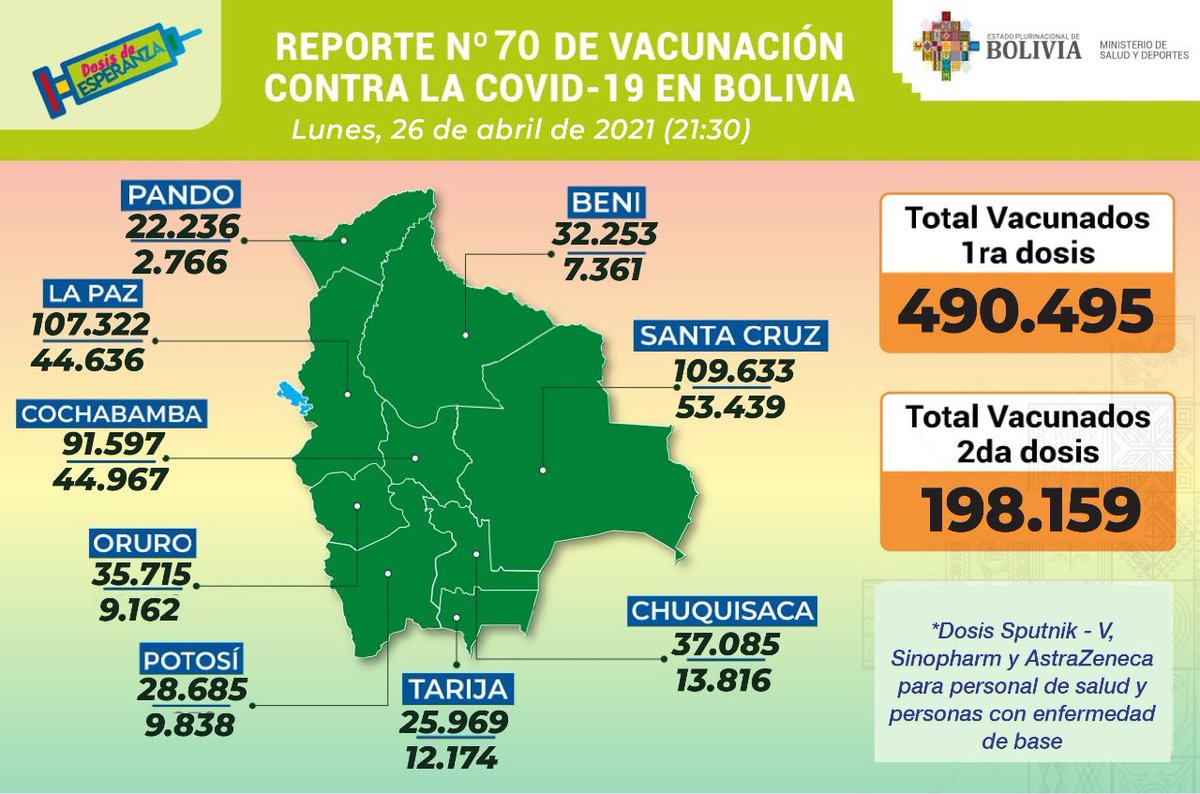 Dosis de
ESPERANZA
REPORTE Nº 70 DE VACUNACIÓN
CONTRA LA COVID-19 EN BOLIVIA
Lunes, 26 de abril de 2021 (21:30)
ESTADO PLURINACIONAL DE
BOLIVIA
MINISTERIO DE
SALUD Y DEPORTES
PANDO
22.236
2.766
BENI
32.253
7.361
LA PAZ
107.322
44.636
SANTA CRUZ
109.633
53.439
COCHABAMBA
91.597
44.967
ORURO
35.715
9.162
CHUQUISACA
37.085
13.816
POTOSÍ
28.685
9.838
TARIJA
25.969
12.174
Total Vacunados
1ra dosis
490.495
Total Vacunados
2da dosis
198.159
*Dosis Sputnik - V,
Sinopharm y AstraZeneca
para personal de salud y
personas con enfermedad
de base